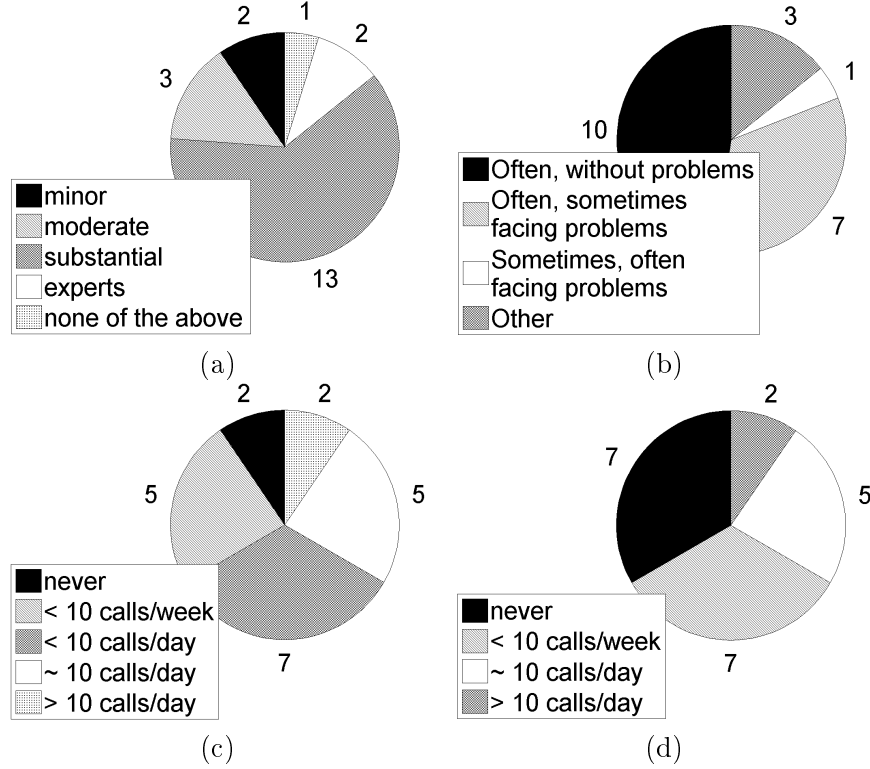 2
1
2
3
13
minor
moderate
substantial
experts
none of the above
(a)
3
1
10
7
Often, without problems
Often, sometimes
facing problems
Sometimes, often
facing problems
Other
(b)
2
2
5
5
7
never
< 10 calls/week
< 10 calls/day
~ 10 calls/day
> 10 calls/day
(c)
2
7
5
7
never
< 10 calls/week
~ 10 calls/day
> 10 calls/day
(d)